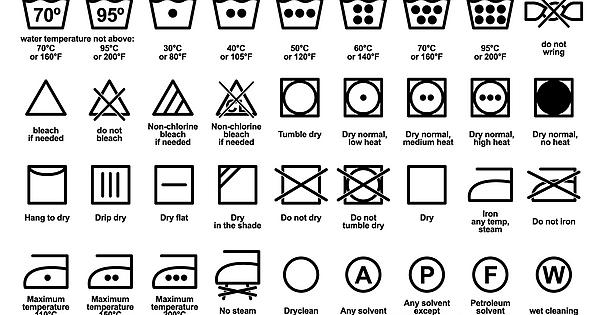 70º 95º
water temperature not above:
70°C 95°C 30°C 40°C 50°C 60°C 70°C 95°C do not
or 160°F or 200°F or 80°F or 105°F or 120°F or 140°F or 160°F or 200°F wring
CL
bleach do not Non-chlorine Non-chlorine Tumble dry Dry normal, Dry normal, Dry normal, Dry normal,
if needed bleach bleach bleach low heat medium heat high heat no heat
if needed if needed
Hang to dry Drip dry Dry flat Dry Do not dry Do not Dry Iron Do not Iron
in the shade tumble dry any temp,
steam
A P F W
Maximum Maximum Maximum No steam Dryclean Any solvent Any solvent Petroleum wet cleaning
temperature temperature temperature except solvent